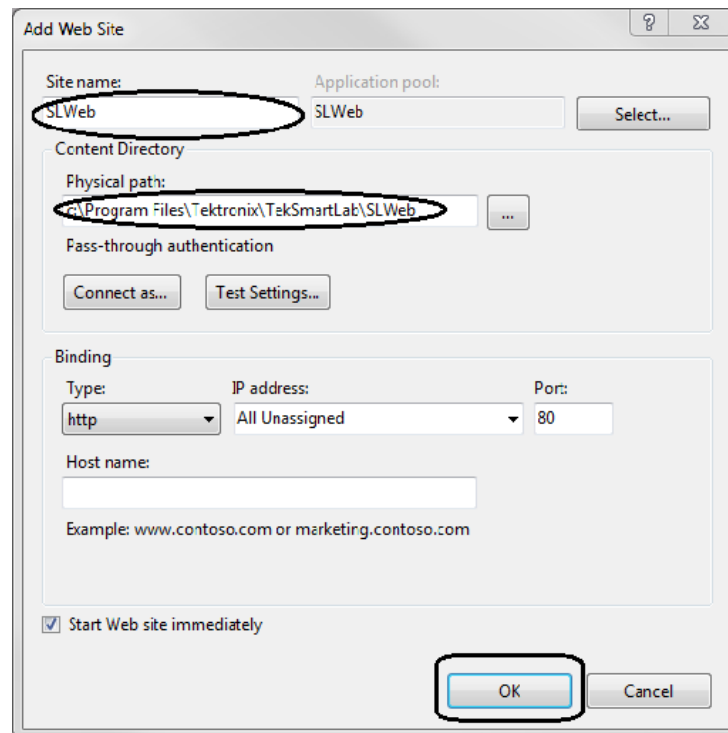 Add Web Site
Site name:
Application pool:
SLWeb
SLWeb
Select...
Content Directory
Physical path:
c:\Program Files\Tektronix\TekSmartLab\SLWeb
...
Pass-through authentication
Connect as...
Test Settings...
Binding
Type:
IP address:
Port:
http
All Unassigned
80
Host name:
Example: www.contoso.com or marketing.contoso.com
Start Web site immediately
OK
Cancel